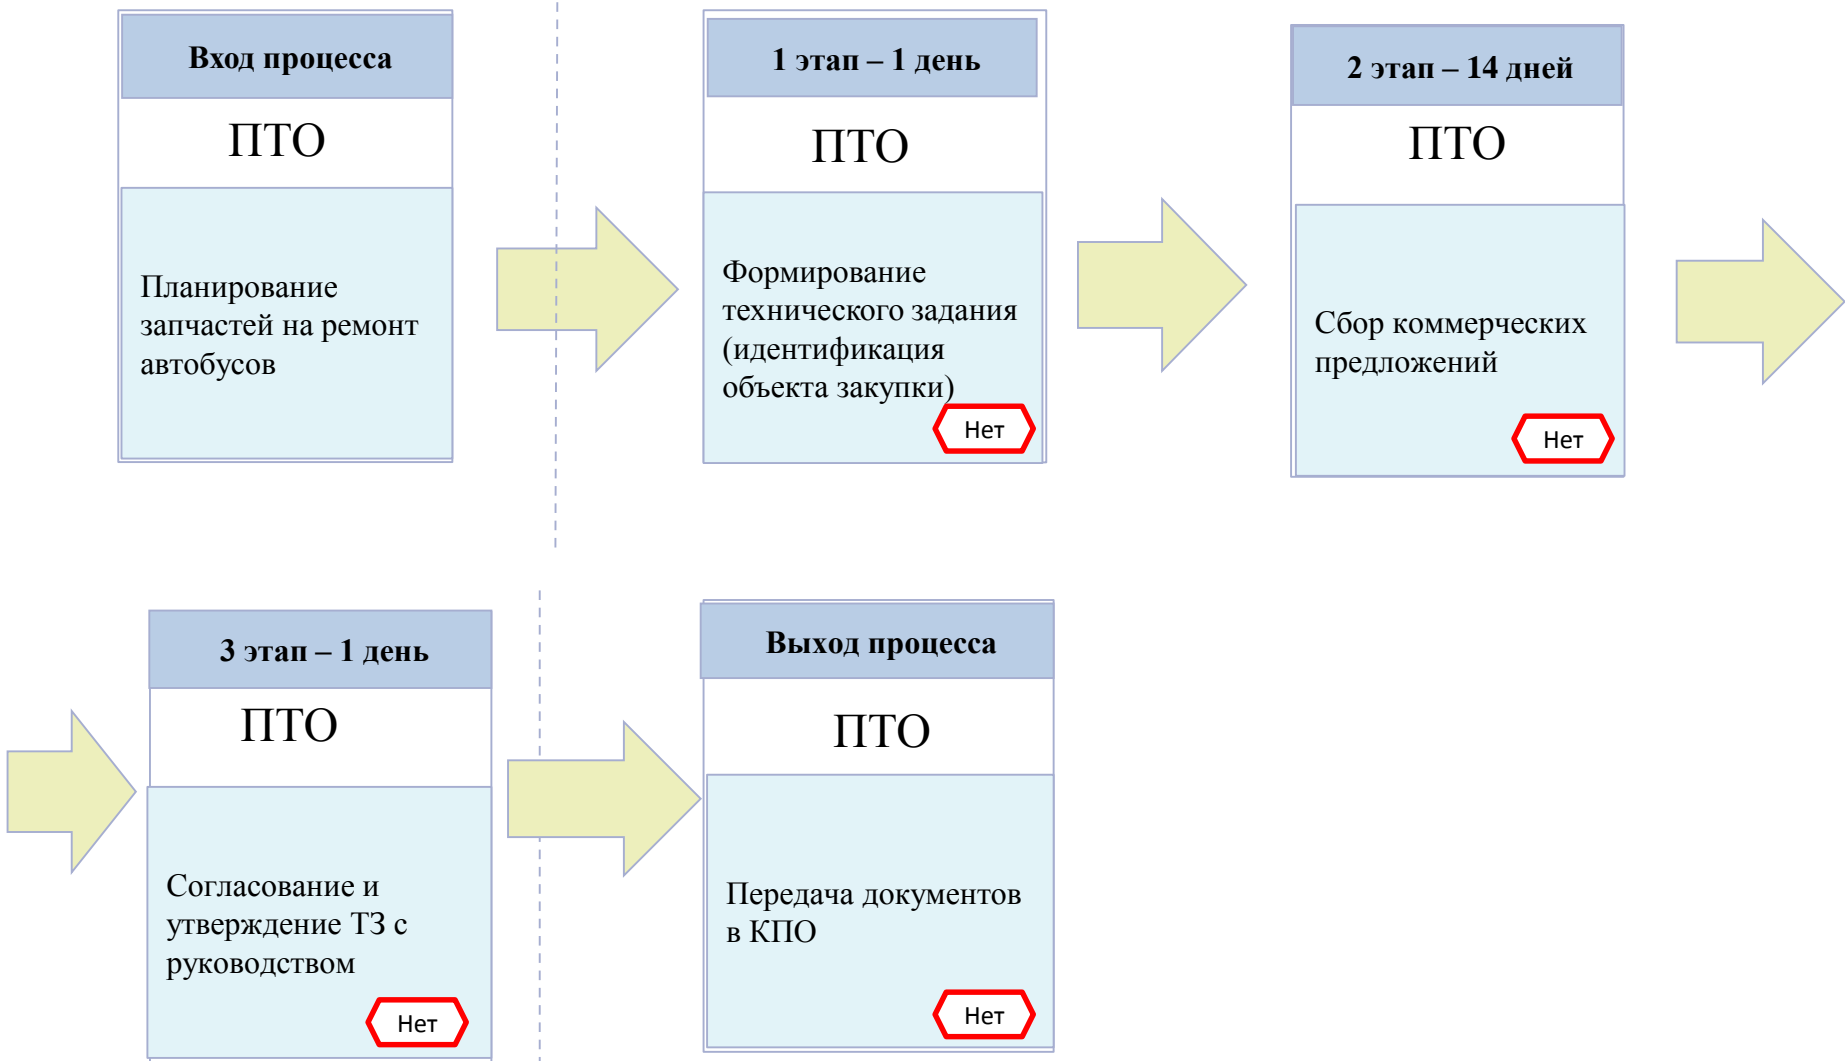 Вход процесса
ПТО
Планирование
запчастей на ремонт
автобусов
1 этап – 1 день
ПТО
Формирование
технического задания
(идентификация
объекта закупки)
Нет
2 этап – 14 дней
ПТО
Сбор коммерческих
предложений
Нет
3 этап – 1 день
ПТО
Согласование и
утверждение ТЗ с
руководством
Нет
Выход процесса
ПТО
Передача документов
в КПО
Нет